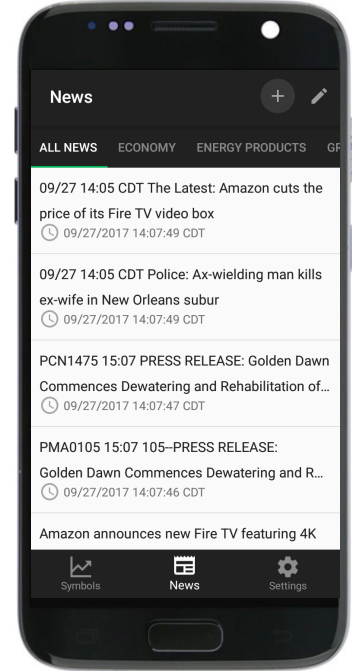 News
ALL NEWS ECONOMY ENERGY PRODUCTS GR
09/27 14:05 CDT The Latest: Amazon cuts the
price of its Fire TV video box
09/27/2017 14:07:49 CDT
09/27 14:05 CDT Police: Ax-wielding man kills
ex-wife in New Orleans subur
09/27/2017 14:07:49 CDT
PCN1475 15:07 PRESS RELEASE: Golden Dawn
Commences Dewatering and Rehabilitation of...
09/27/2017 14:07:47 CDT
PMA0105 15:07 105--PRESS RELEASE:
Golden Dawn Commences Dewatering and R...
09/27/2017 14:07:46 CDT
Amazon announces new Fire TV featuring 4K
Symbols News Settings